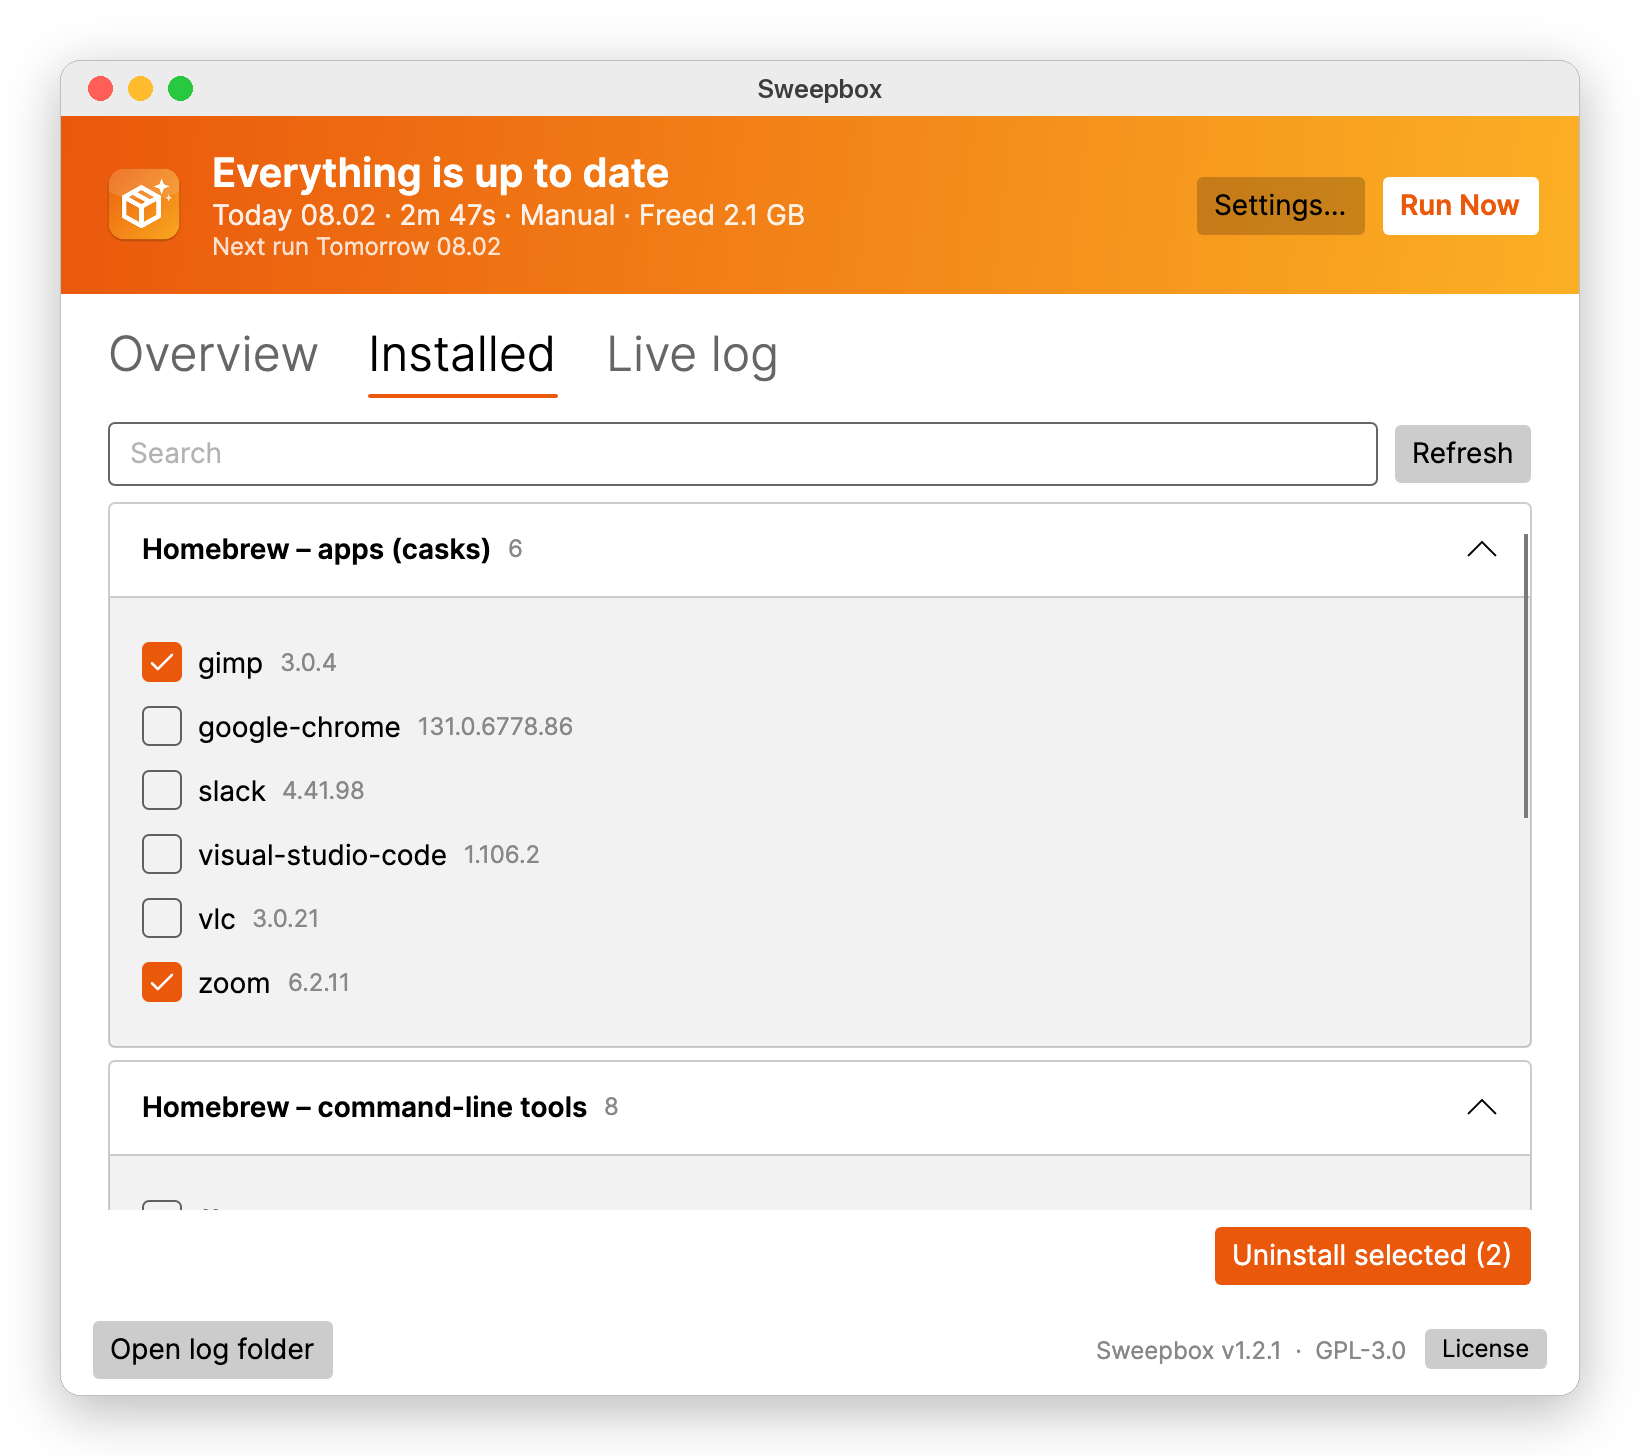 Sweepbox
Everything is up to date
Today 08.02 · 2m 47s · Manual · Freed 2.1 GB
Next run Tomorrow 08.02
Settings...
Run Now
Overview
Installed
Live log
Search
Refresh
Homebrew – apps (casks) 6
gimp 3.0.4
google-chrome 131.0.6778.86
slack 4.41.98
visual-studio-code 1.106.2
vlc 3.0.21
zoom 6.2.11
Homebrew – command-line tools 8
Uninstall selected (2)
Open log folder
Sweepbox v1.2.1 · GPL-3.0
License